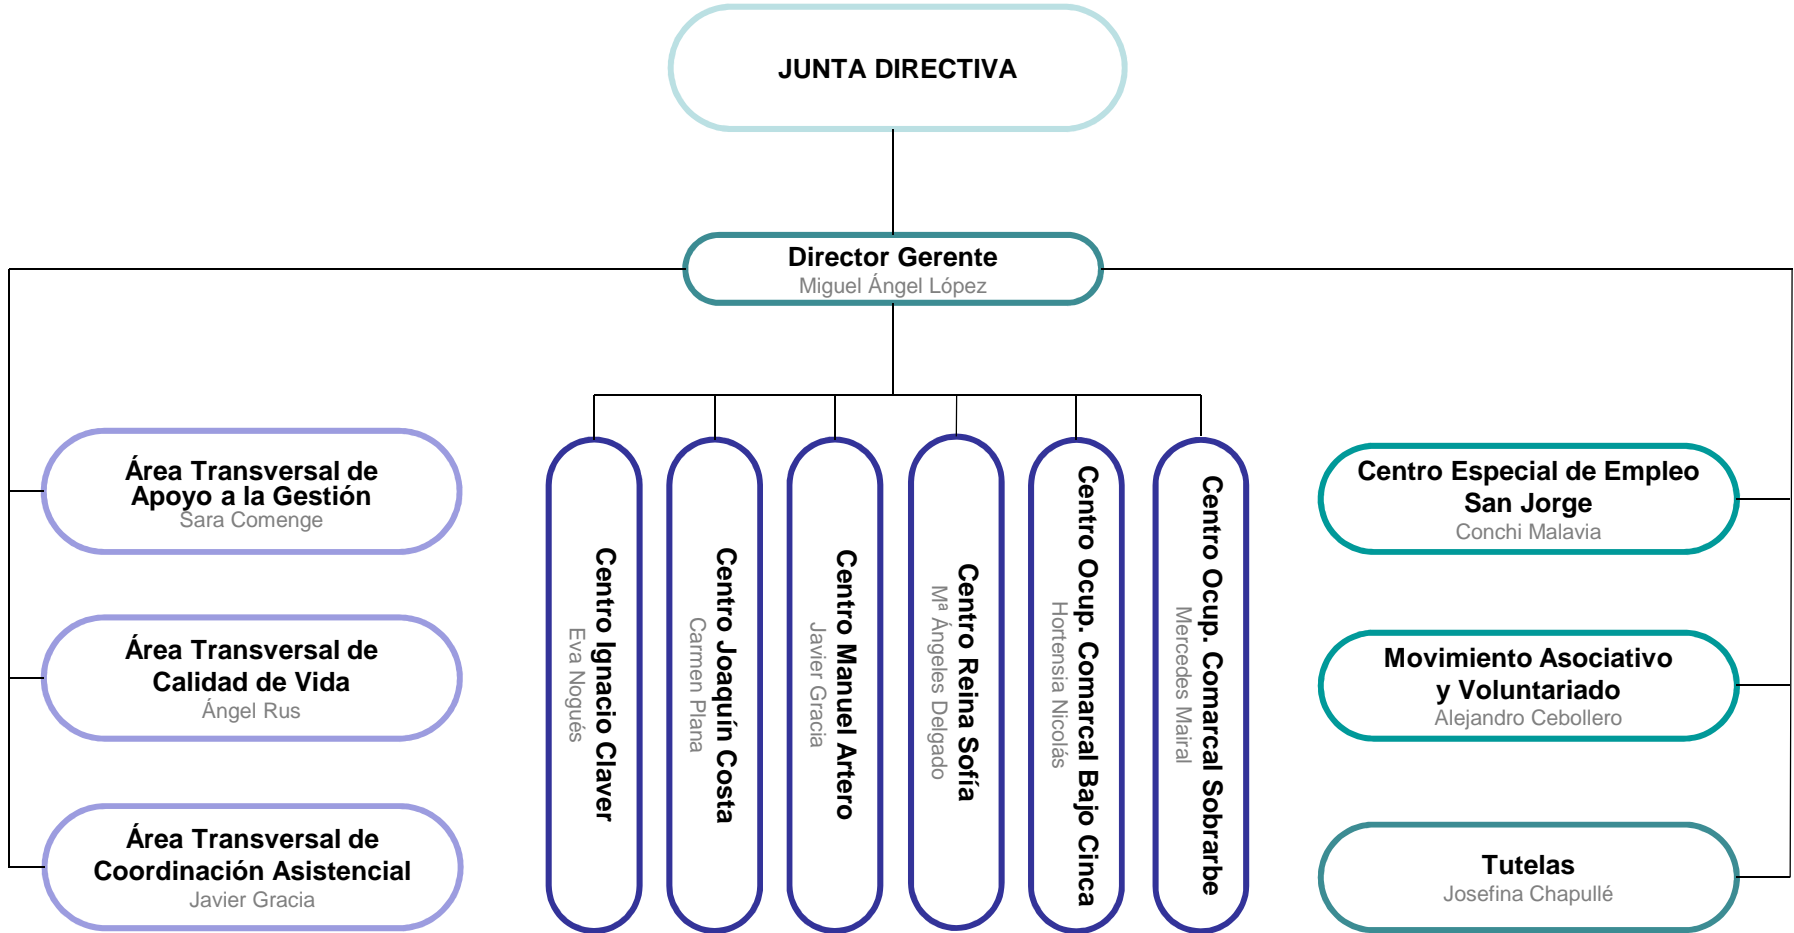 JUNTA DIRECTIVA
Director Gerente
Miguel Ángel López
Área Transversal de
Apoyo a la Gestión
Sara Comenge
Área Transversal de
Calidad de Vida
Ángel Rus
Área Transversal de
Coordinación Asistencial
Javier Gracia
Centro Ignacio Claver
Eva Nogués
Centro Joaquín Costa
Carmen Plana
Centro Manuel Artero
Javier Gracia
Centro Reina Sofía
Mª Ángeles Delgado
Centro Ocup. Comarcal Bajo Cinca
Hortensia Nicolás
Centro Ocup. Comarcal Sobrarbe
Mercedes Mairal
Centro Especial de Empleo
San Jorge
Conchi Malavia
Movimiento Asociativo
y Voluntariado
Alejandro Cebollero
Tutelas
Josefina Chapullé